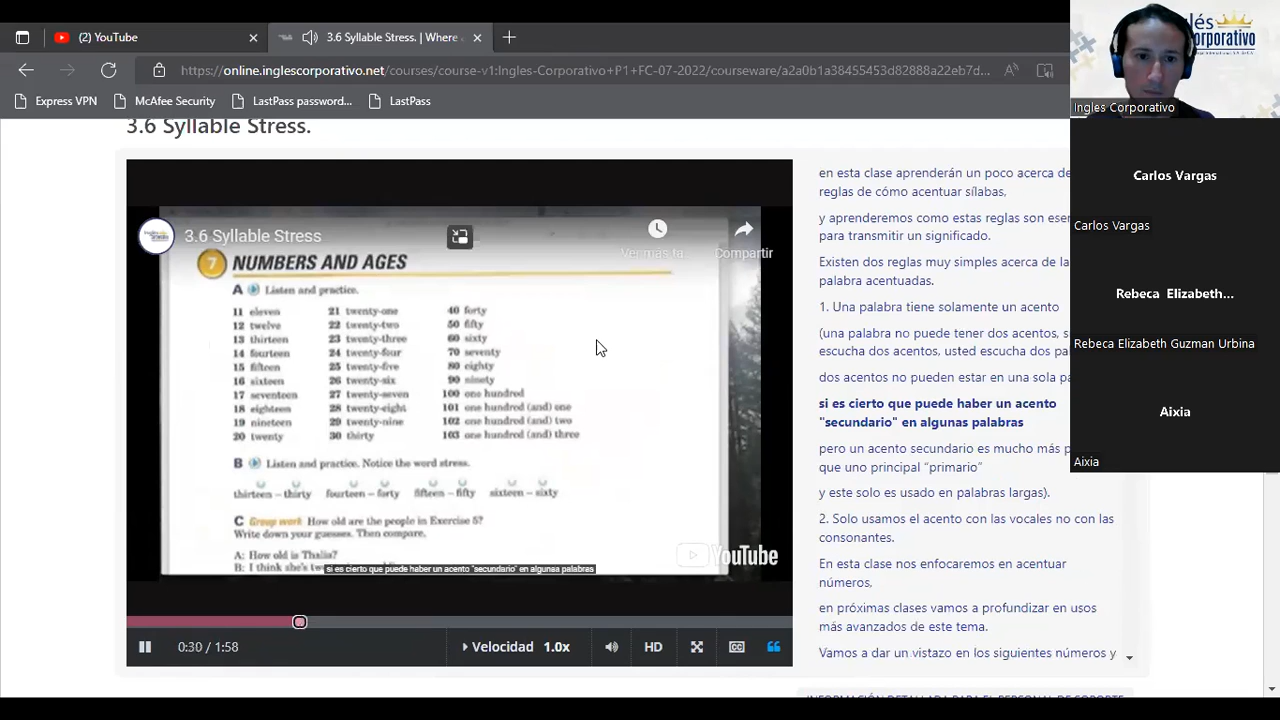 (2) YouTube
3.6 Syllable Stress. | Where
https://online.inglescorporativo.net/courses/course-v1:Ingles-Corporativo+P1+FC-07-2022/courseware/a2a0b1a38455453d82888a22eb7d...
Express VPN
McAfee Security
LastPass password...
LastPass
3.6 Syllable Stress.
3.6 Syllable Stress
Compartir
7 NUMBERS AND AGES
A Listen and practice.
11 eleven 21 twenty-one 40 forty
12 twelve 22 twenty-two 50 fifty
13 thirteen 23 twenty-three 60 sixty
14 fourteen 24 twenty-four 70 seventy
15 fifteen 25 twenty-five 80 eighty
16 sixteen 26 twenty-six 90 ninety
17 seventeen 27 twenty-seven 100 one hundred
18 eighteen 28 twenty-eight 101 one hundred (and) one
19 nineteen 29 twenty-nine 102 one hundred (and) two
20 twenty 30 thirty 103 one hundred (and) three
B Listen and practice. Notice the word stress.
thirteen – thirty fourteen – forty fifteen – fifty sixteen – sixty
C Group work How old are the people in Exercise 5?
Write down your guesses. Then compare.
A: How old is Thalia?
B: I think she's
si es cierto que puede haber un acento "secundario" en algunas palabras
YouTube
0:30 / 1:58
Velocidad 1.0x
HD
en esta clase aprenderán un poco acerca de
reglas de cómo acentuar sílabas,
y aprenderemos como estas reglas son
para transmitir un significado.
Existen dos reglas muy simples acerca de la
palabra acentuadas.
1. Una palabra tiene solamente un acento
(una palabra no puede tener dos acentos,
escucha dos acentos, usted escucha dos
dos acentos no pueden estar en una sola
si es cierto que puede haber un acento
"secundario" en algunas palabras
pero un acento secundario es mucho más
que uno principal “primario”
y este solo es usado en palabras largas).
2. Solo usamos el acento con las vocales no con las
consonantes.
En esta clase nos enfocaremos en acentuar
números,
en próximas clases vamos a profundizar en usos
más avanzados de este tema.
Vamos a dar un vistazo en los siguientes números y
INFORMACIÓN DETALLADA PARA EL PERSONAL DE SOPORTE
Ingles Corporativo
Carlos Vargas
Carlos Vargas
Rebeca Elizabeth...
Rebeca Elizabeth Guzman Urbina
Aixia
Aixia